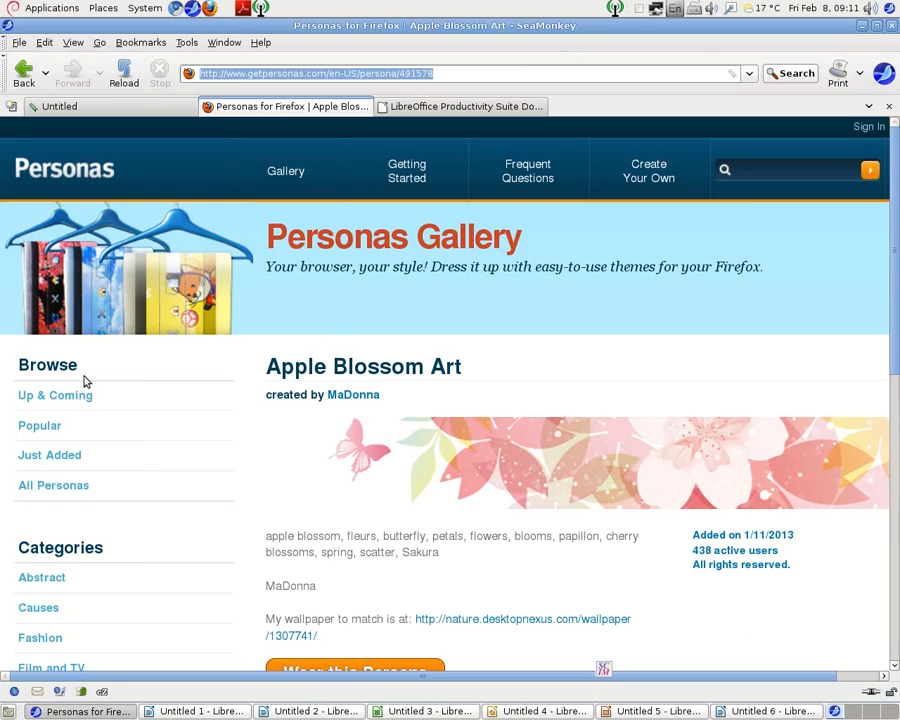 Applications Places System En 17 °C Fri Feb 8, 09:11
Personas for Firefox | Apple Blossom Art - SeaMonkey
File Edit View Go Bookmarks Tools Window Help
Back Forward Reload Stop http://www.getpersonas.com/en-US/persona/491578 Search Print
Untitled Personas for Firefox | Apple Blos... LibreOffice Productivity Suite Do...
Sign In
Personas Gallery Getting Started Frequent Questions Create Your Own
Personas Gallery
Your browser, your style! Dress it up with easy-to-use themes for your Firefox.
Browse
Up & Coming
Popular
Just Added
All Personas
Categories
Abstract
Causes
Fashion
Film and TV
Apple Blossom Art
created by MaDonna
apple blossom, fleurs, butterfly, petals, flowers, blooms, papillon, cherry
blossoms, spring, scatter, Sakura
MaDonna
My wallpaper to match is at: http://nature.desktopnexus.com/wallpaper
/1307741/
Wear this Persona
Added on 1/11/2013
438 active users
All rights reserved.
Personas for Fire... Untitled 1 - Libre... Untitled 2 - Libre... Untitled 3 - Libre... Untitled 4 - Libre... Untitled 5 - Libre... Untitled 6 - Libre...